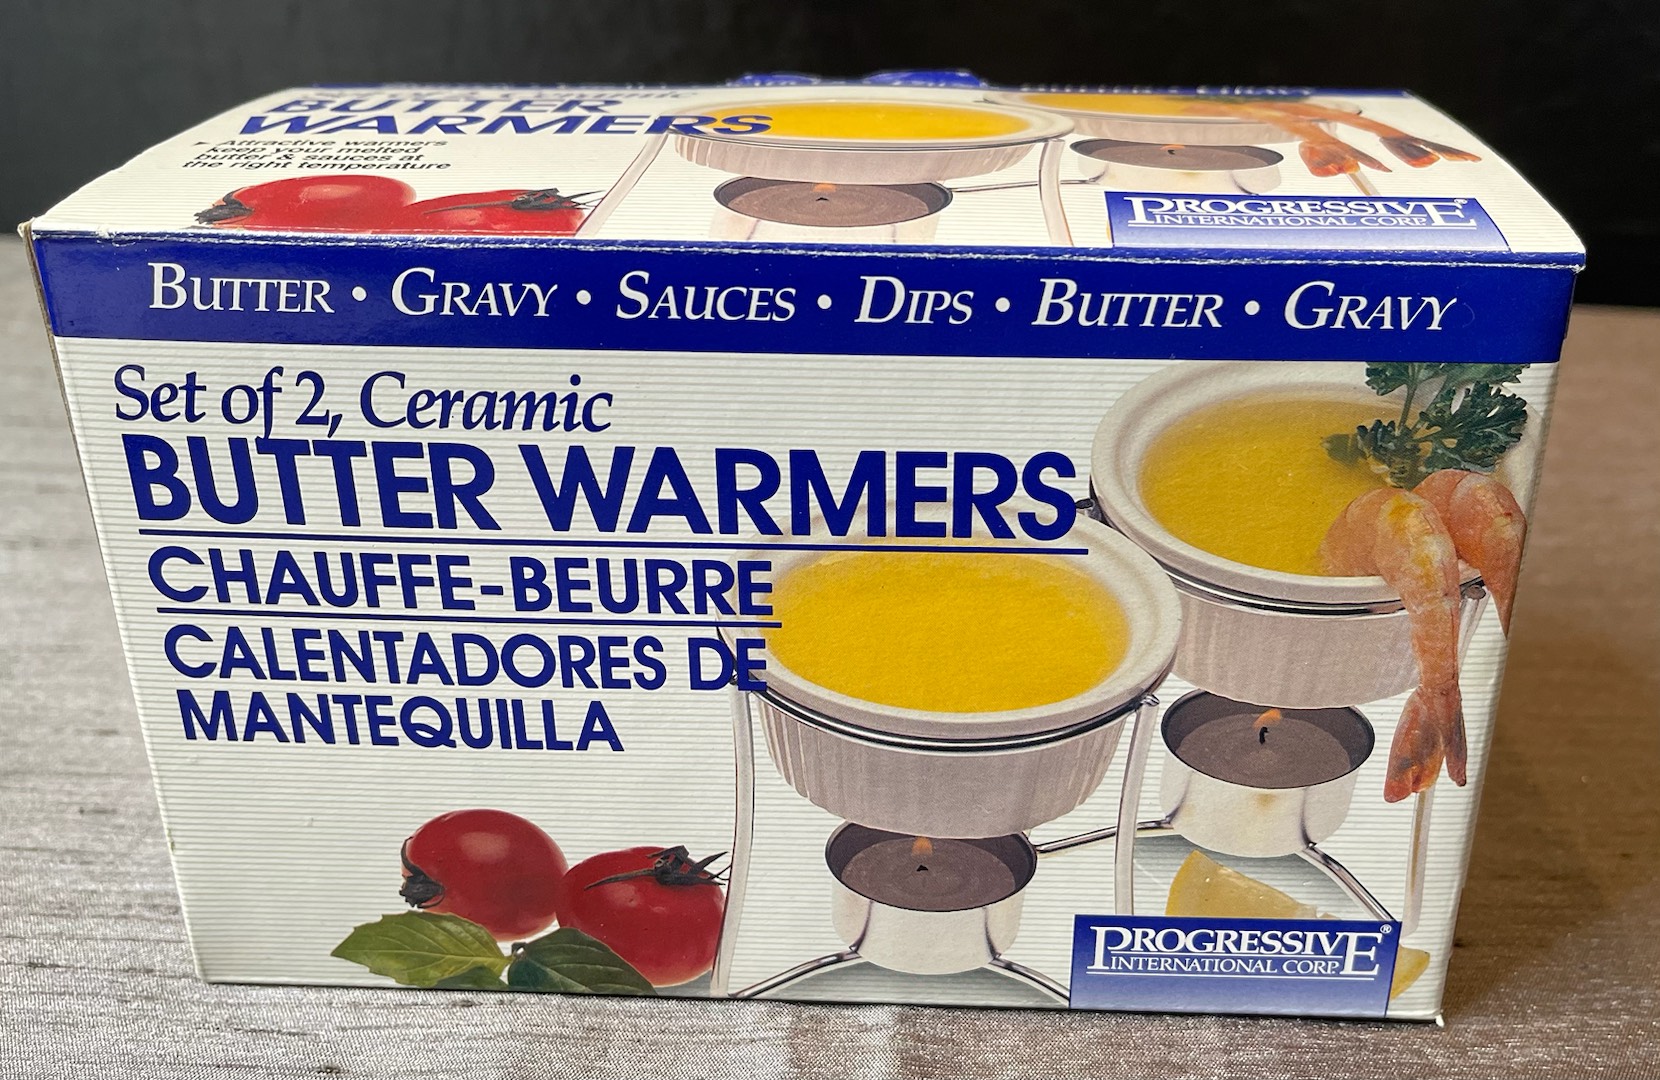 BUTTER
WARMERS
► Attractive warmers
keep your melted
butter & sauces at
the right temperature
PROGRESSIVE®
INTERNATIONAL CORP.
BUTTER • GRAVY • SAUCES • DIPS • BUTTER • GRAVY
Set of 2, Ceramic
BUTTER WARMERS
CHAUFFE-BEURRE
CALENTADORES DE
MANTEQUILLA
PROGRESSIVE®
INTERNATIONAL CORP.